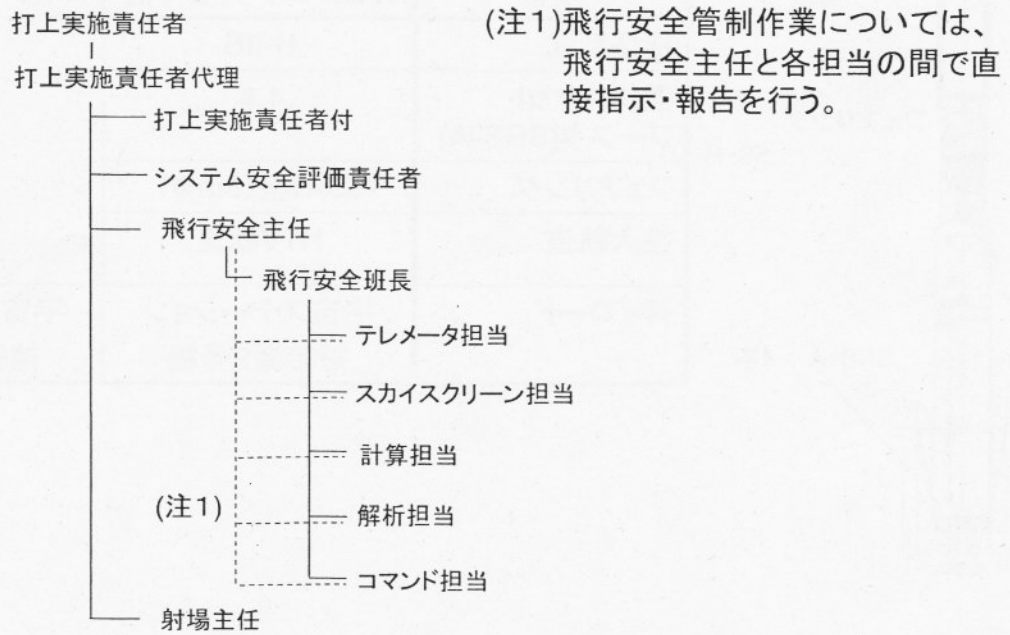 打上実施責任者
打上実施責任者代理
打上実施責任者付
システム安全評価責任者
飛行安全主任
飛行安全班長
テレメータ担当
スカイスクリーン担当
計算担当
解析担当
コマンド担当
(注1)
射場主任
(注1)飛行安全管制作業については、
飛行安全主任と各担当の間で直
接指示・報告を行う。